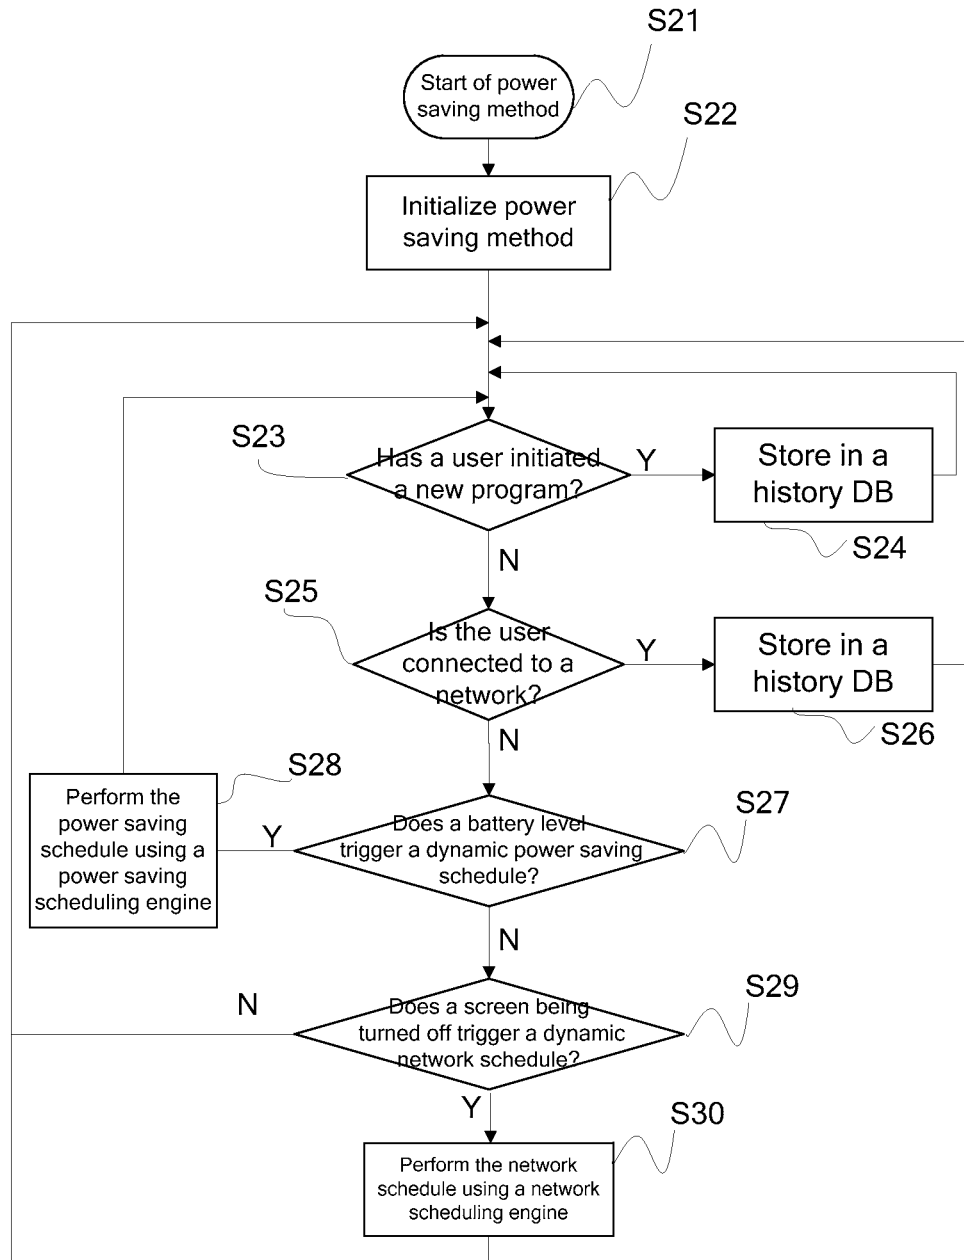 S21
Start of power
saving method
S22
Initialize power
saving method
S23
Has a user initiated
a new program?
Y
Store in a
history DB
S24
N
S25
Is the user
connected to a
network?
Y
Store in a
history DB
S26
N
S28
Perform the
power saving
schedule using a
power saving
scheduling engine
Y
S27
Does a battery level
trigger a dynamic power saving
schedule?
N
N
S29
Does a screen being
turned off trigger a dynamic
network schedule?
Y
S30
Perform the network
schedule using a network
scheduling engine